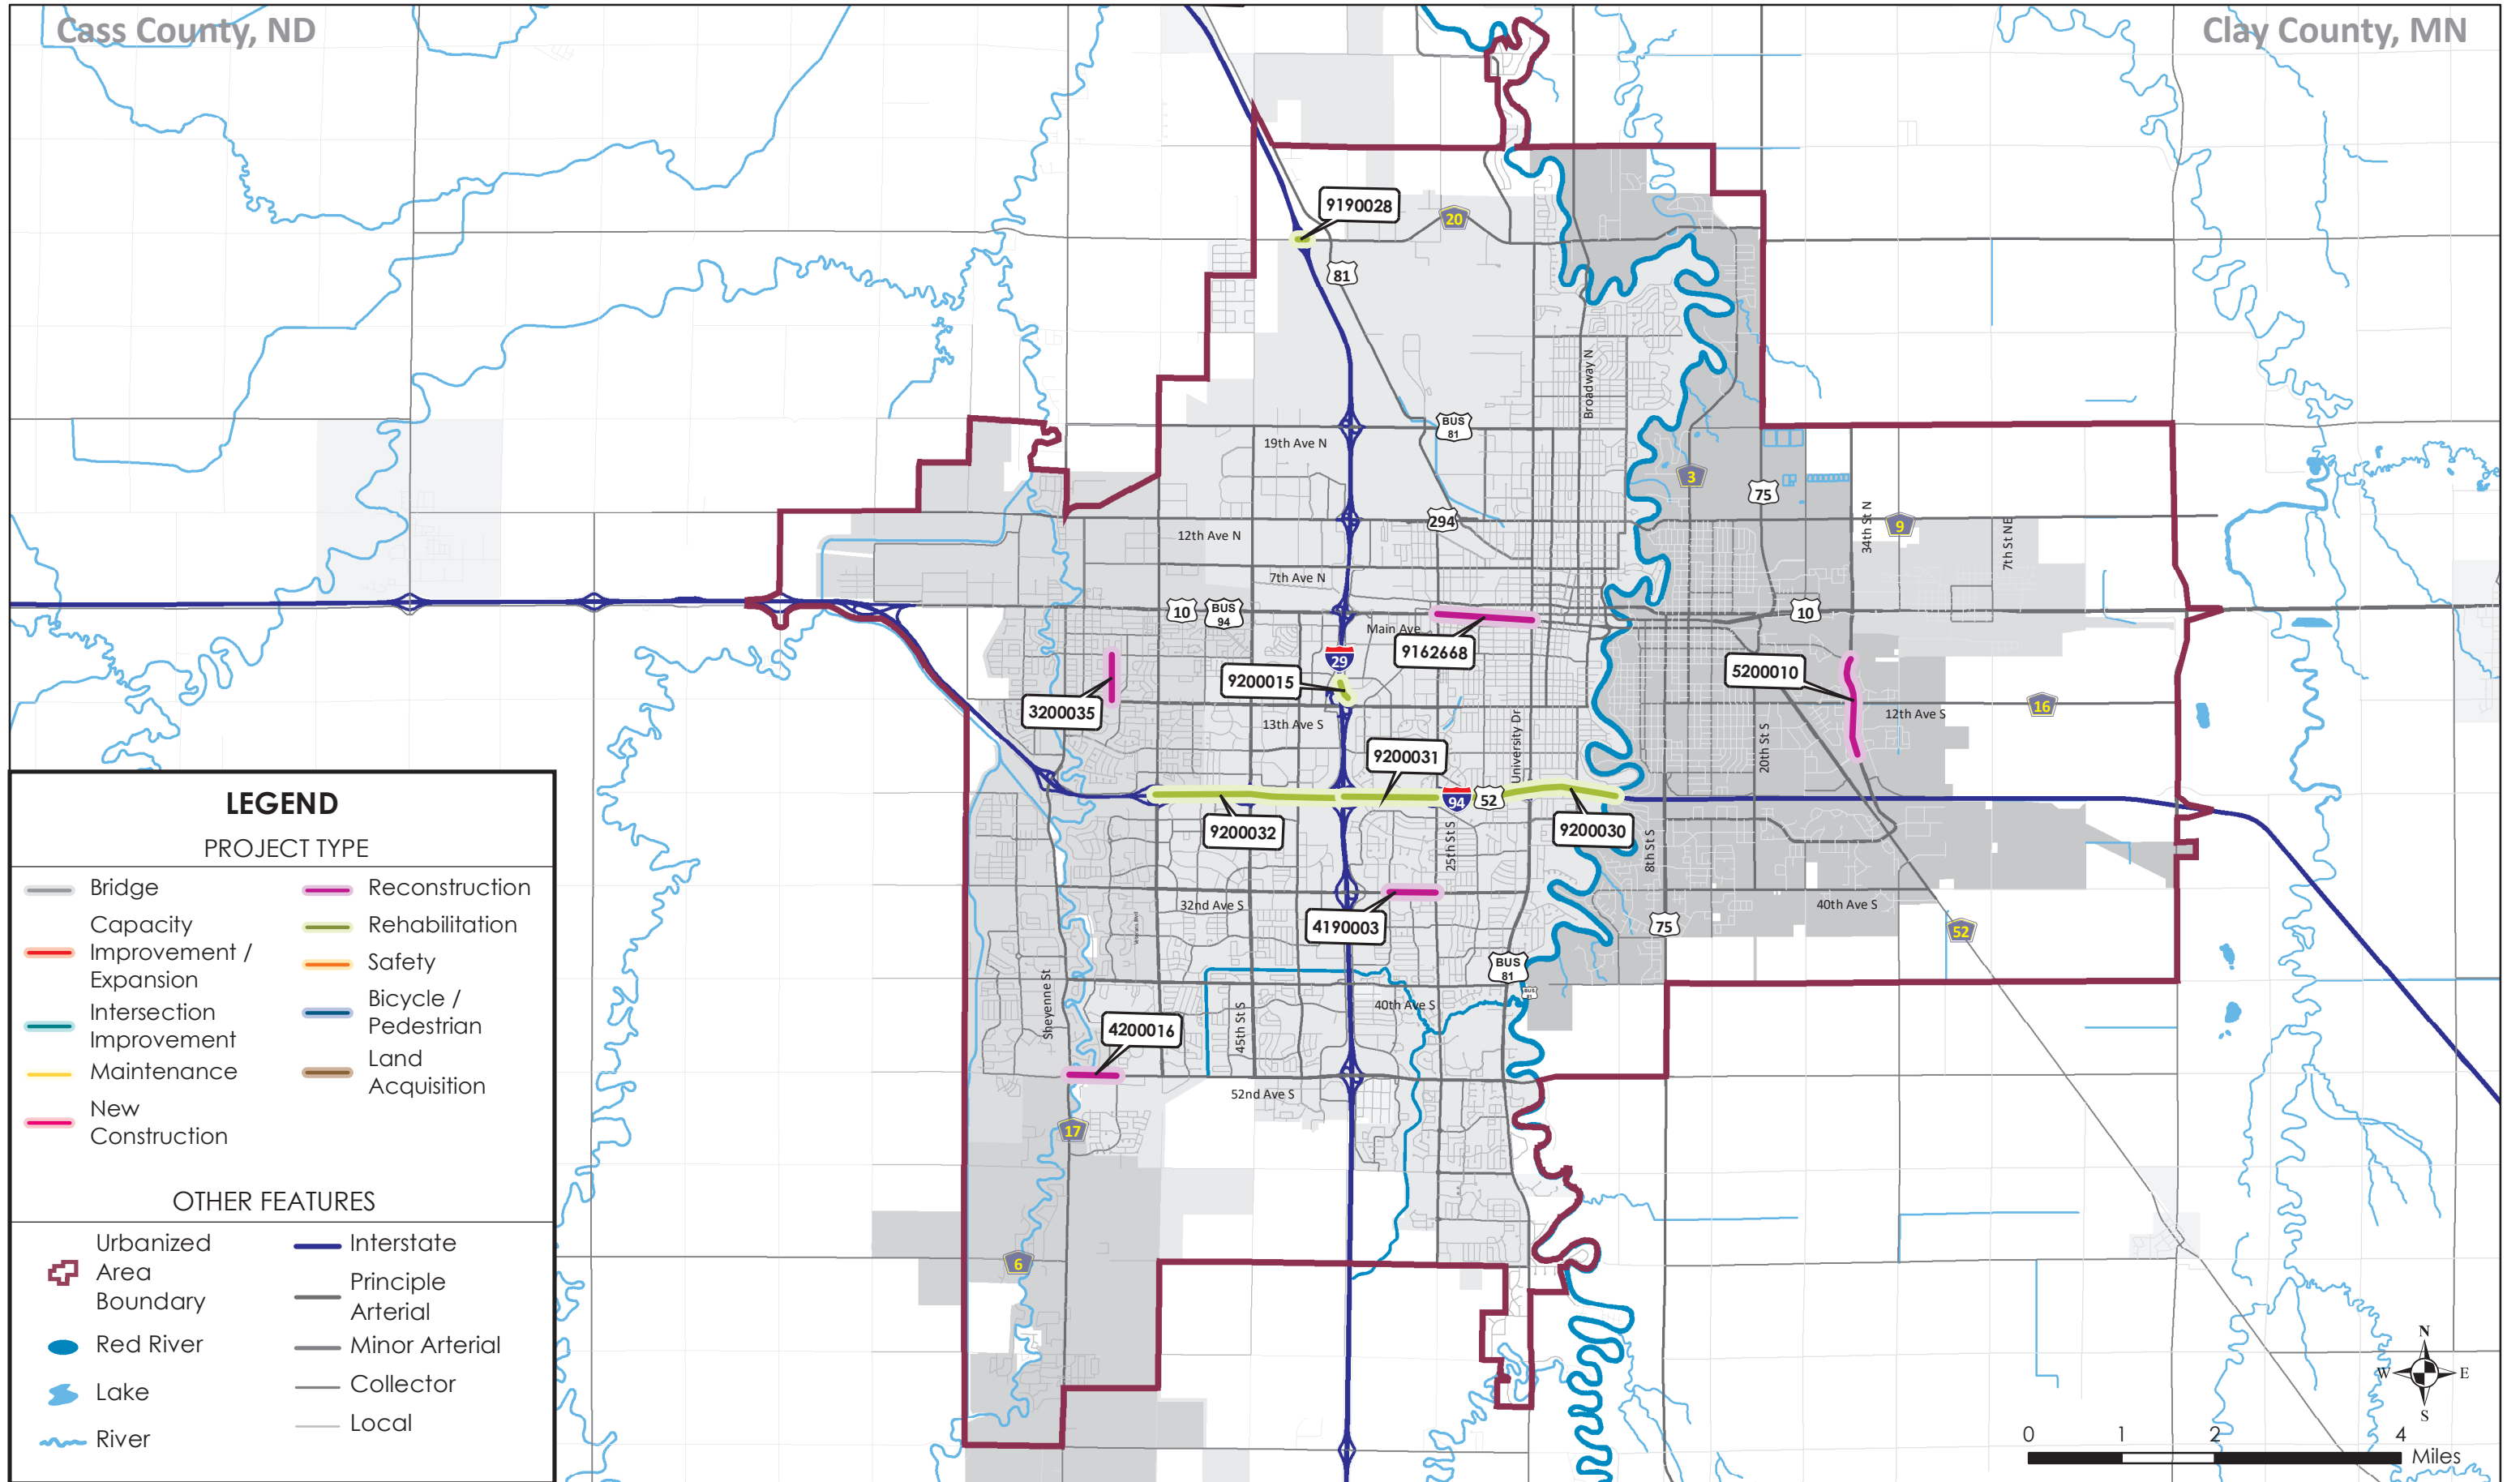 Cass County, ND
Clay County, MN
9190028
20
81
Broadway N
BUS
81
19th Ave N
3
75
294
34th St N
9
7th St NE
12th Ave N
7th Ave N
10
BUS
94
10
Main Ave
9162668
29
5200010
9200015
3200035
13th Ave S
University Dr
20th St S
12th Ave S
16
9200031
94
52
9200032
9200030
25th St S
8th St S
32nd Ave S
4190003
40th Ave S
75
52
BUS
81
BUS
81
Sheyenne St
45th St S
40th Ave S
4200016
52nd Ave S
17
6
LEGEND
PROJECT TYPE
Bridge
Capacity
Improvement /
Expansion
Intersection
Improvement
Maintenance
New
Construction
Reconstruction
Rehabilitation
Safety
Bicycle /
Pedestrian
Land
Acquisition
OTHER FEATURES
Urbanized
Area
Boundary
Red River
Lake
River
Interstate
Principle
Arterial
Minor Arterial
Collector
Local
N
W
E
S
0 1 2 4
Miles